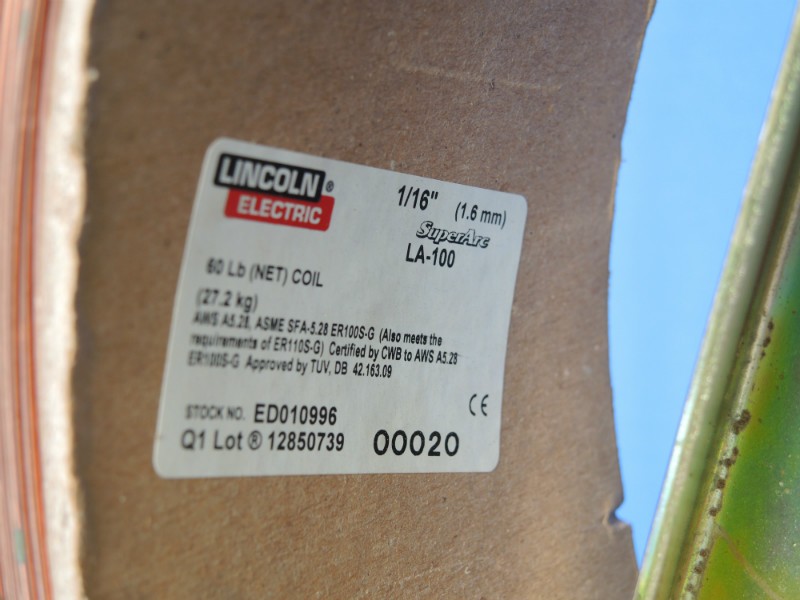 LINCOLN®
ELECTRIC
1/16" (1.6 mm)
SuperArc
LA-100
60 Lb (NET) COIL
(27.2 kg)
AWS A5.28, ASME SFA-5.28 ER100S-G (Also meets the
requirements of ER110S-G) Certified by CWB to AWS A5.28
ER100S-G Approved by TUV, DB 42.163.09
STOCK NO. ED010996
CE
Q1 Lot ® 12850739 00020